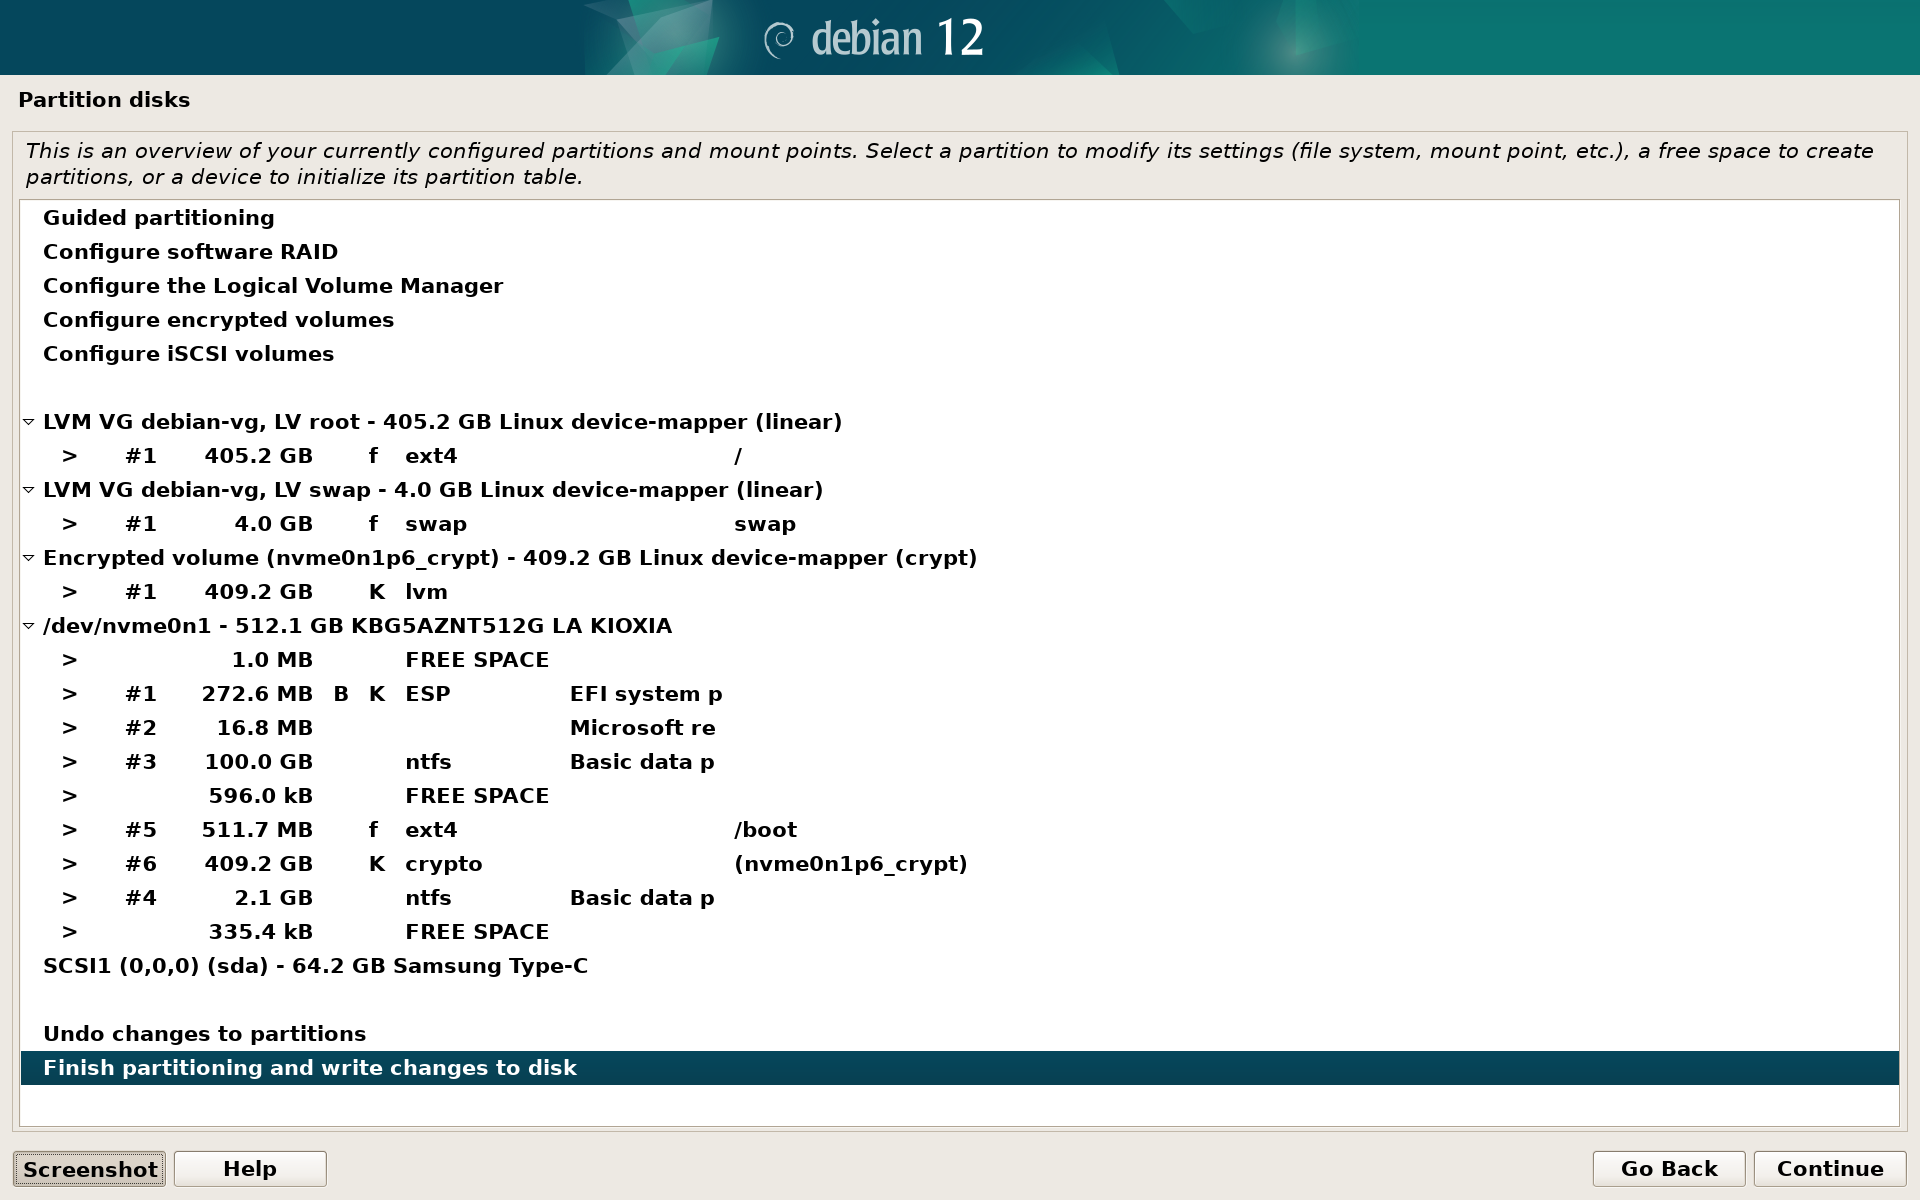 debian 12
Partition disks
This is an overview of your currently configured partitions and mount points. Select a partition to modify its settings (file system, mount point, etc.), a free space to create
partitions, or a device to initialize its partition table.
Guided partitioning
Configure software RAID
Configure the Logical Volume Manager
Configure encrypted volumes
Configure iSCSI volumes
LVM VG debian-vg, LV root - 405.2 GB Linux device-mapper (linear)
> #1 405.2 GB f ext4 /
LVM VG debian-vg, LV swap - 4.0 GB Linux device-mapper (linear)
> #1 4.0 GB f swap swap
Encrypted volume (nvme0n1p6_crypt) - 409.2 GB Linux device-mapper (crypt)
> #1 409.2 GB K lvm
/dev/nvme0n1 - 512.1 GB KBG5AZNT512G LA KIOXIA
> 1.0 MB FREE SPACE
> #1 272.6 MB B K ESP EFI system p
> #2 16.8 MB Microsoft re
> #3 100.0 GB ntfs Basic data p
> 596.0 kB FREE SPACE
> #5 511.7 MB f ext4 /boot
> #6 409.2 GB K crypto (nvme0n1p6_crypt)
> #4 2.1 GB ntfs Basic data p
> 335.4 kB FREE SPACE
SCSI1 (0,0,0) (sda) - 64.2 GB Samsung Type-C
Undo changes to partitions
Finish partitioning and write changes to disk
Screenshot Help Go Back Continue